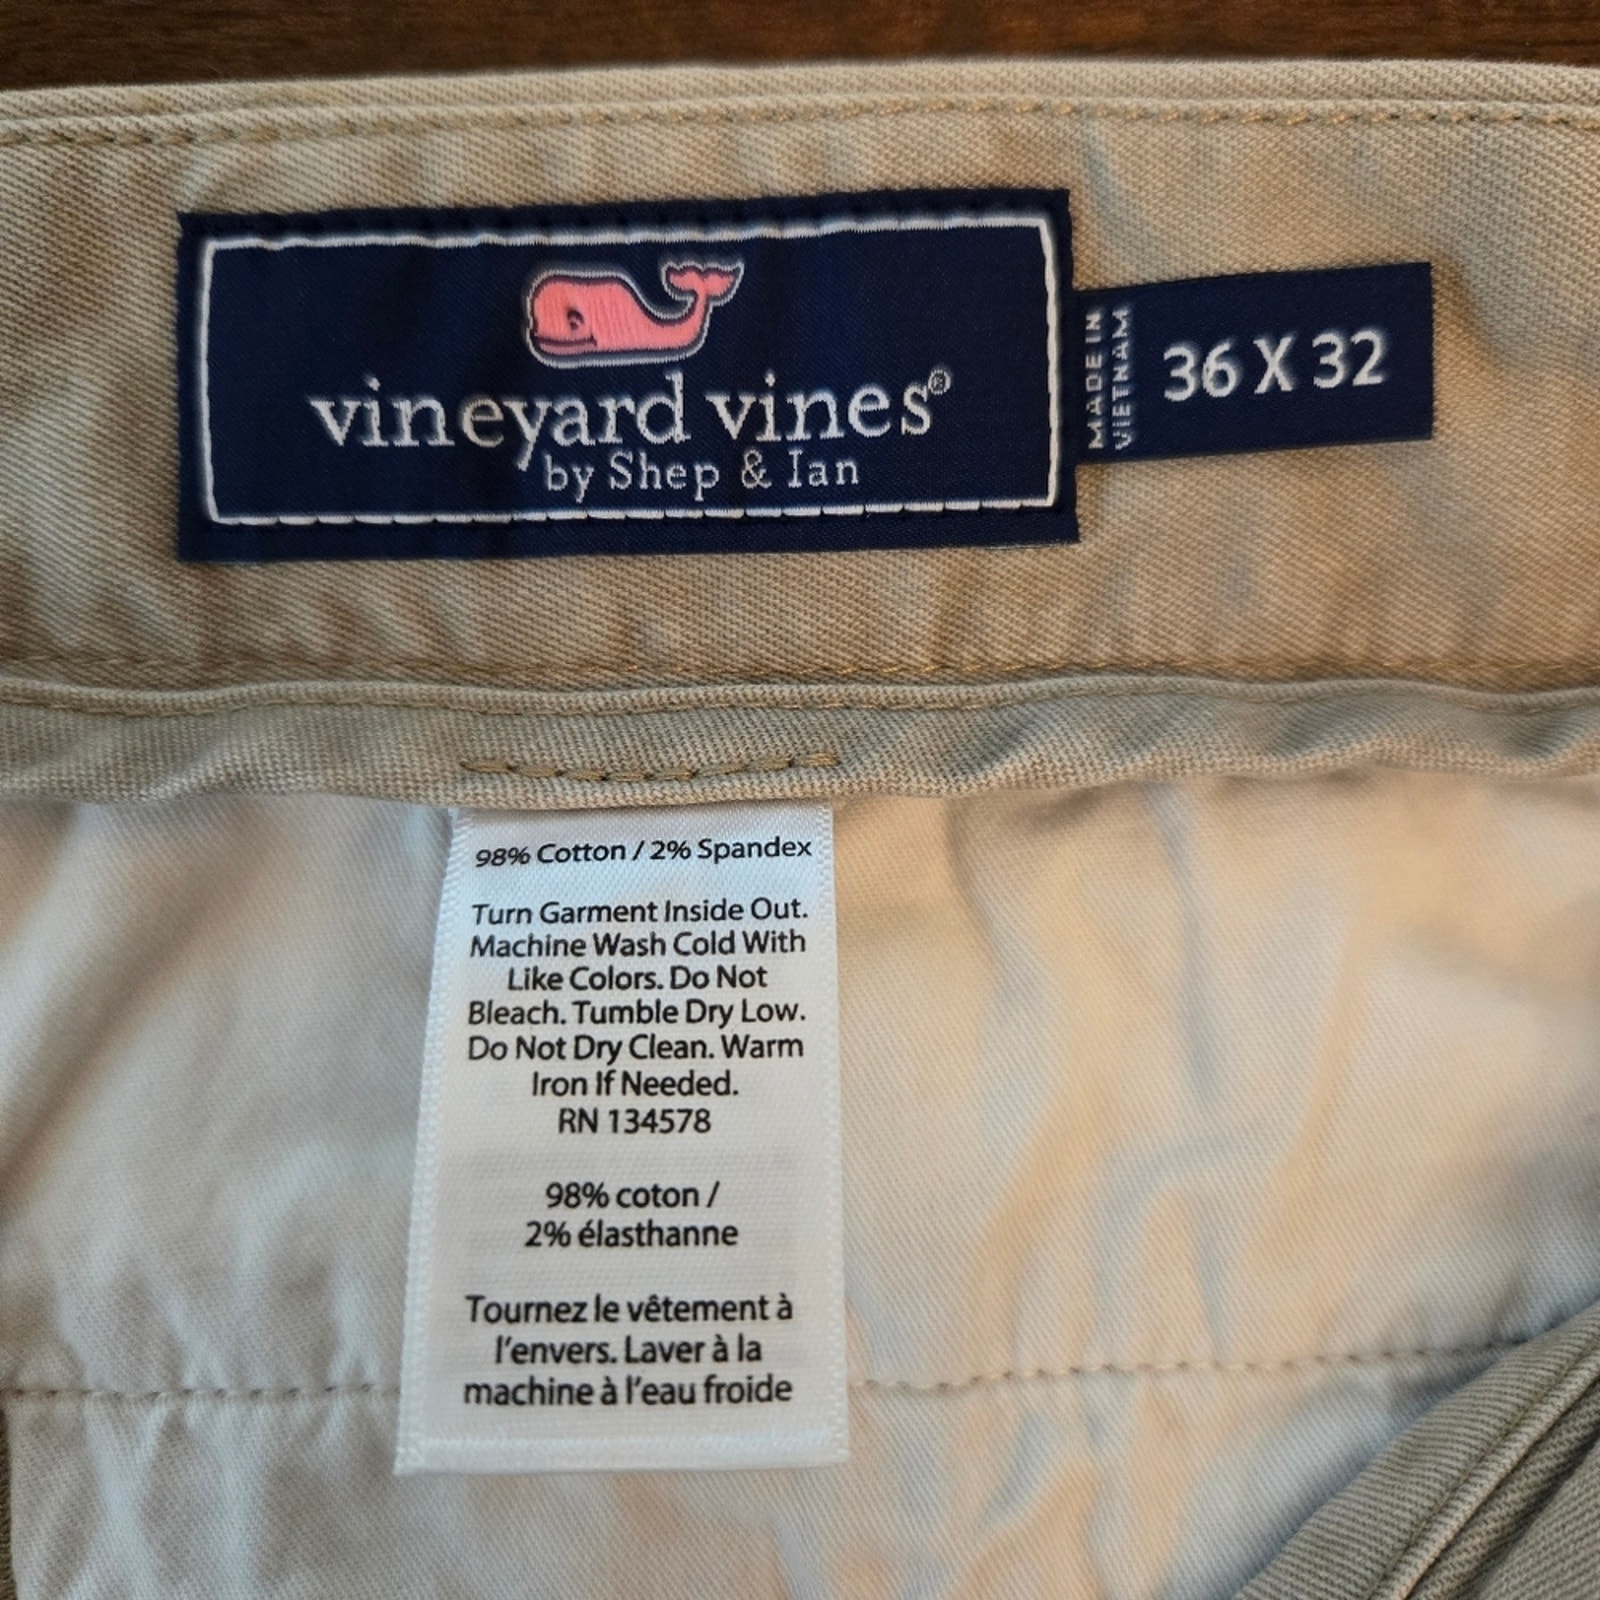 vineyard vines®
by Shep & Ian
MADE IN
VIETNAM
36 X 32
98% Cotton / 2% Spandex
Turn Garment Inside Out.
Machine Wash Cold With
Like Colors. Do Not
Bleach. Tumble Dry Low.
Do Not Dry Clean. Warm
Iron If Needed.
RN 134578
98% coton /
2% élasthanne
Tournez le vêtement à
l'envers. Laver à la
machine à l'eau froide